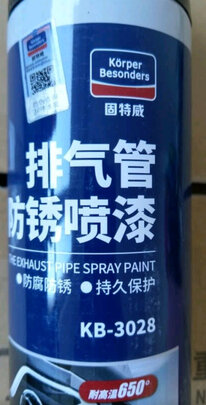 Körper
Besonders
固特威
排气管
防锈喷漆
THE EXHAUST PIPE SPRAY PAINT
●防腐防锈 ●持久保护
KB-3028
耐高温650°
重
N